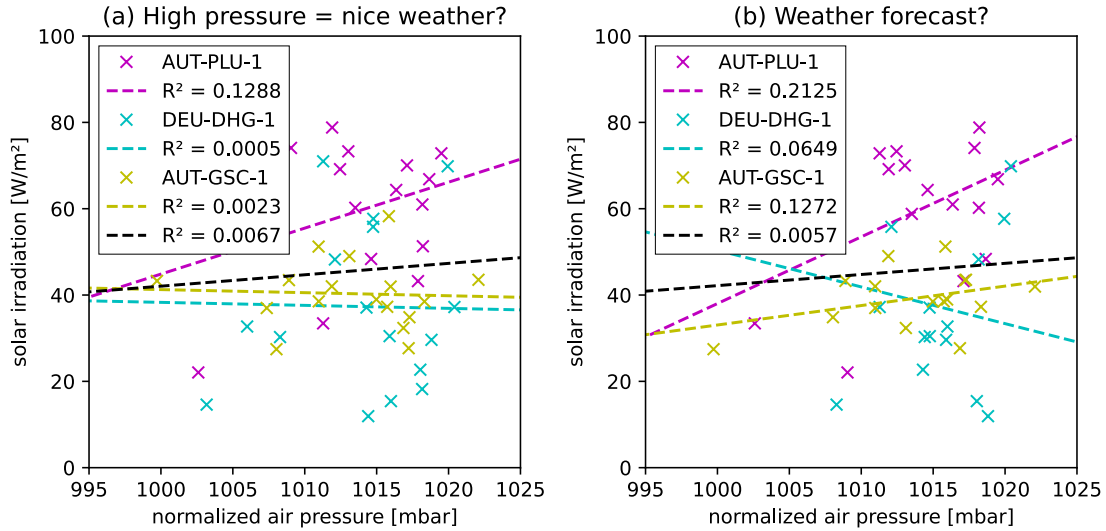 (a) High pressure = nice weather?
100
80
60
40
20
0
solar irradiation [W/m²]
AUT-PLU-1
R² = 0.1288
DEU-DHG-1
R² = 0.0005
AUT-GSC-1
R² = 0.0023
R² = 0.0067
995 1000 1005 1010 1015 1020 1025
normalized air pressure [mbar]
(b) Weather forecast?
100
80
60
40
20
0
solar irradiation [W/m²]
AUT-PLU-1
R² = 0.2125
DEU-DHG-1
R² = 0.0649
AUT-GSC-1
R² = 0.1272
R² = 0.0057
995 1000 1005 1010 1015 1020 1025
normalized air pressure [mbar]